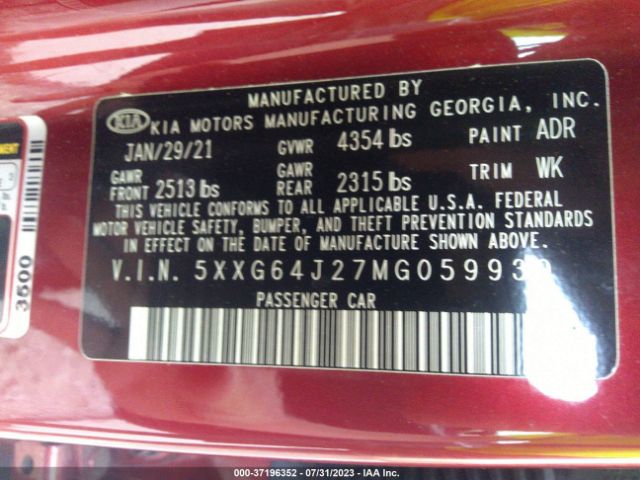 MANUFACTURED BY
KIA KIA MOTORS MANUFACTURING GEORGIA, INC.
JAN/29/21 GVWR 4354 lbs PAINT ADR
GAWR FRONT 2513 lbs GAWR REAR 2315 lbs TRIM WK
THIS VEHICLE CONFORMS TO ALL APPLICABLE U.S.A. FEDERAL
MOTOR VEHICLE SAFETY, BUMPER, AND THEFT PREVENTION STANDARDS
IN EFFECT ON THE DATE OF MANUFACTURE SHOWN ABOVE.
V.I.N.
PASSENGER CAR
3500
000-37196352 - 07/31/2023 - IAA Inc.